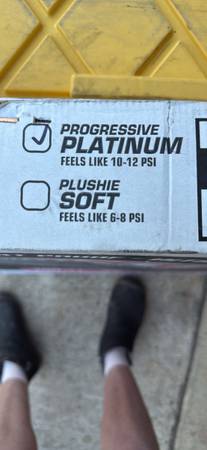 PROGRESSIVE
PLATINUM
FEELS LIKE 10-12 PSI
PLUSHIE
SOFT
FEELS LIKE 6-8 PSI